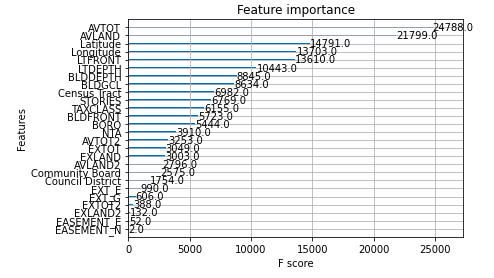 Feature importance
AVTOT 24788.0
AVLAND 21799.0
Latitude 14791.0
Longitude 13703.0
LTFRONT 13610.0
LTDEPTH 10443.0
BLDDEPTH 8845.0
BLDGCL 8634.0
Census Tract 6982.0
STORIES 6769.0
TAXCLASS 6155.0
BLDFRONT 5723.0
BORO 5444.0
NTA 3910.0
AVTOT2 3253.0
EXTOT 3049.0
EXLAND 3003.0
AVLAND2 2796.0
Community Board 2575.0
Council District 1754.0
EXT_E 990.0
EXT_G 606.0
EXTOT2 388.0
EXLAND2 132.0
EASEMENT_E 52.0
EASEMENT_N 2.0
0 5000 10000 15000 20000 25000
F score
Features